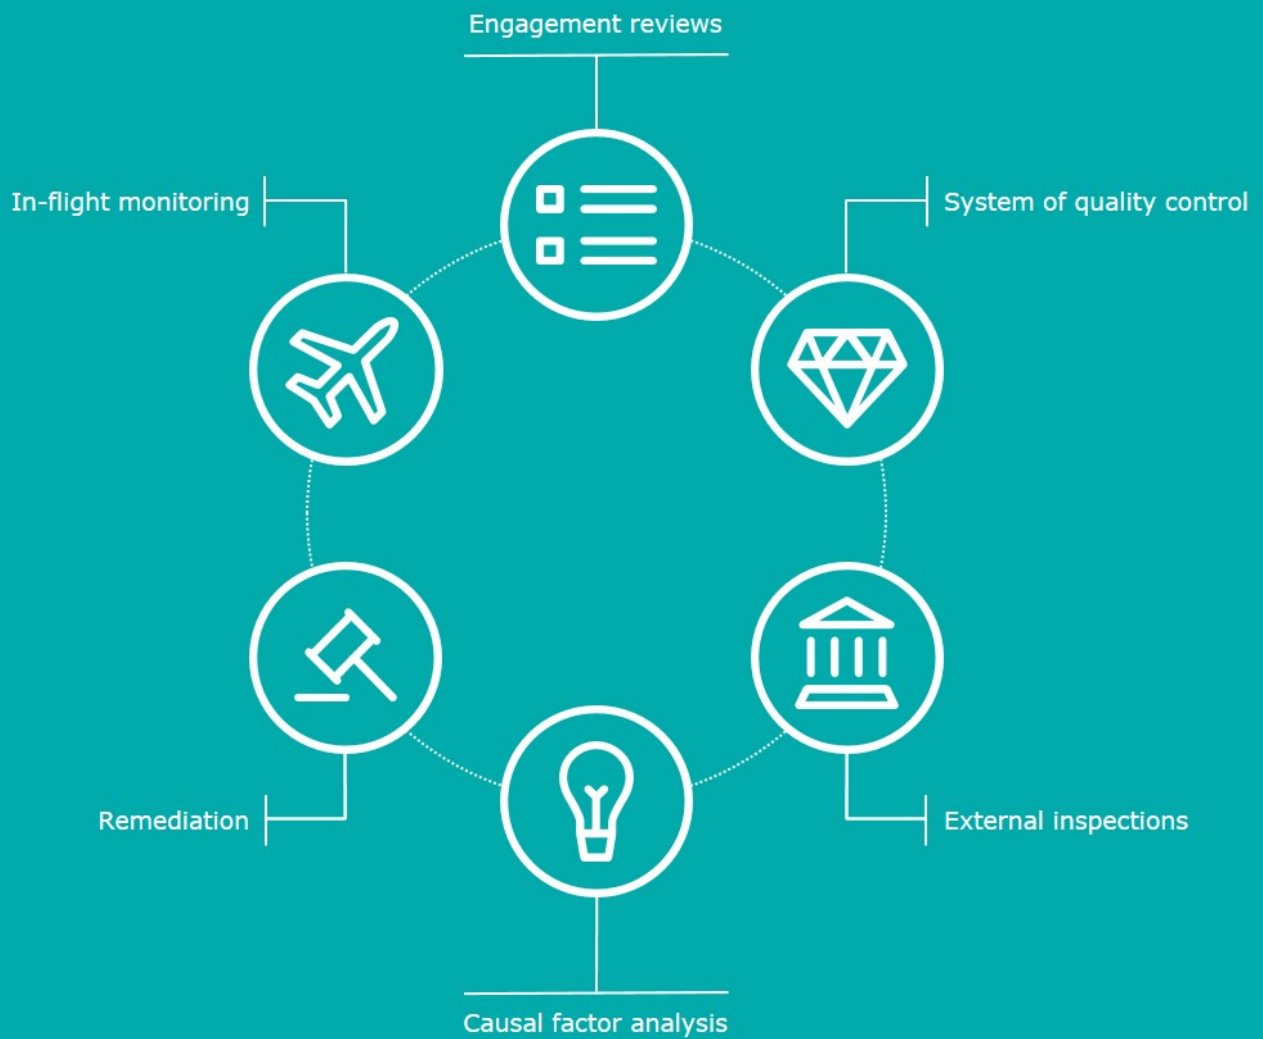 Engagement reviews
In-flight monitoring
System of quality control
Remediation
External inspections
Causal factor analysis